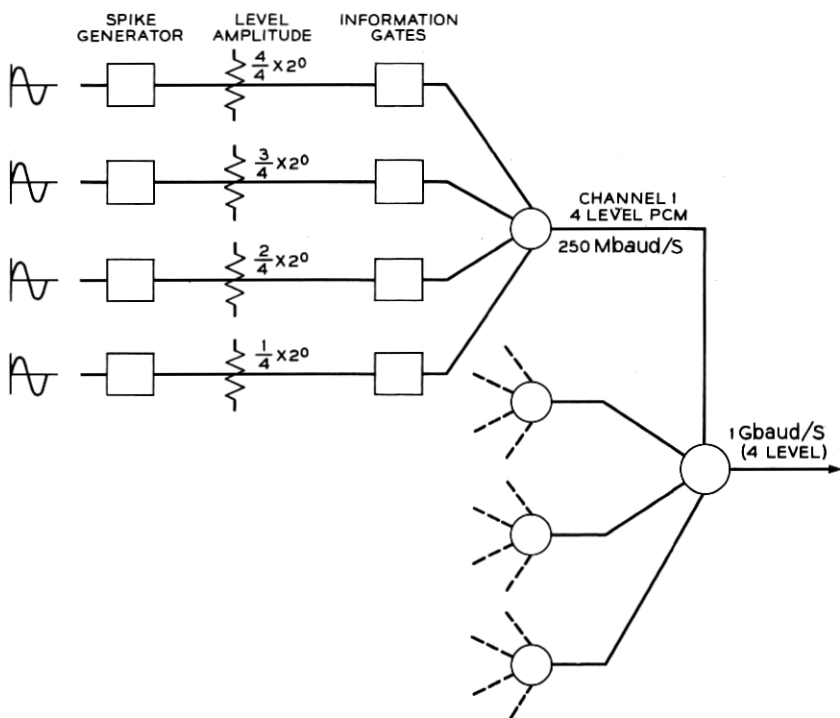 SPIKE GENERATOR
LEVEL AMPLITUDE
INFORMATION GATES
4/4 X 2⁰
3/4 X 2⁰
2/4 X 2⁰
1/4 X 2⁰
CHANNEL 1
4 LEVEL PCM
250 Mbaud/S
1 Gbaud/S
(4 LEVEL)